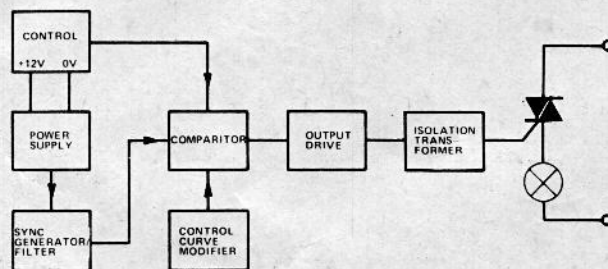 CONTROL
+12V 0V
POWER
SUPPLY
SYNC
GENERATOR/
FILTER
COMPARITOR
CONTROL
CURVE
MODIFIER
OUTPUT
DRIVE
ISOLATION
TRANS-
FORMER